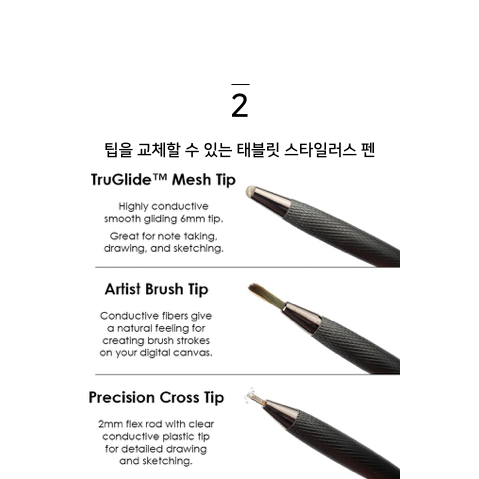 2
팁을 교체할 수 있는 태블릿 스타일러스 펜
TruGlide™ Mesh Tip
Highly conductive
smooth gliding 6mm tip.
Great for note taking,
drawing, and sketching.
Artist Brush Tip
Conductive fibers give
a natural feeling for
creating brush strokes
on your digital canvas.
Precision Cross Tip
2mm flex rod with clear
conductive plastic tip
for detailed drawing
and sketching.